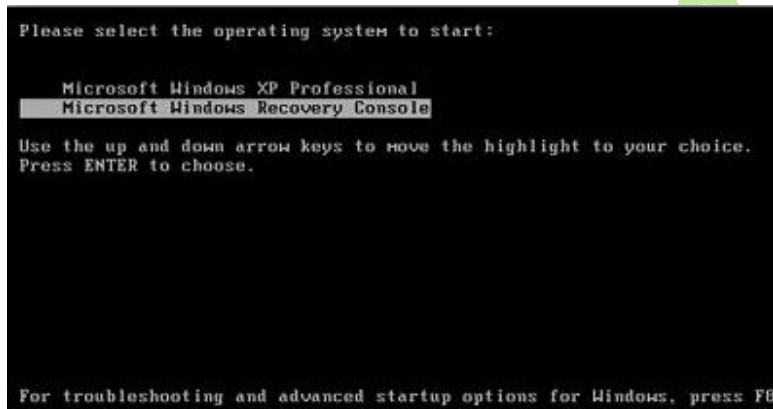 Please select the operating system to start:
Microsoft Windows XP Professional
Microsoft Windows Recovery Console
Use the up and down arrow keys to move the highlight to your choice.
Press ENTER to choose.
For troubleshooting and advanced startup options for Windows, press F8